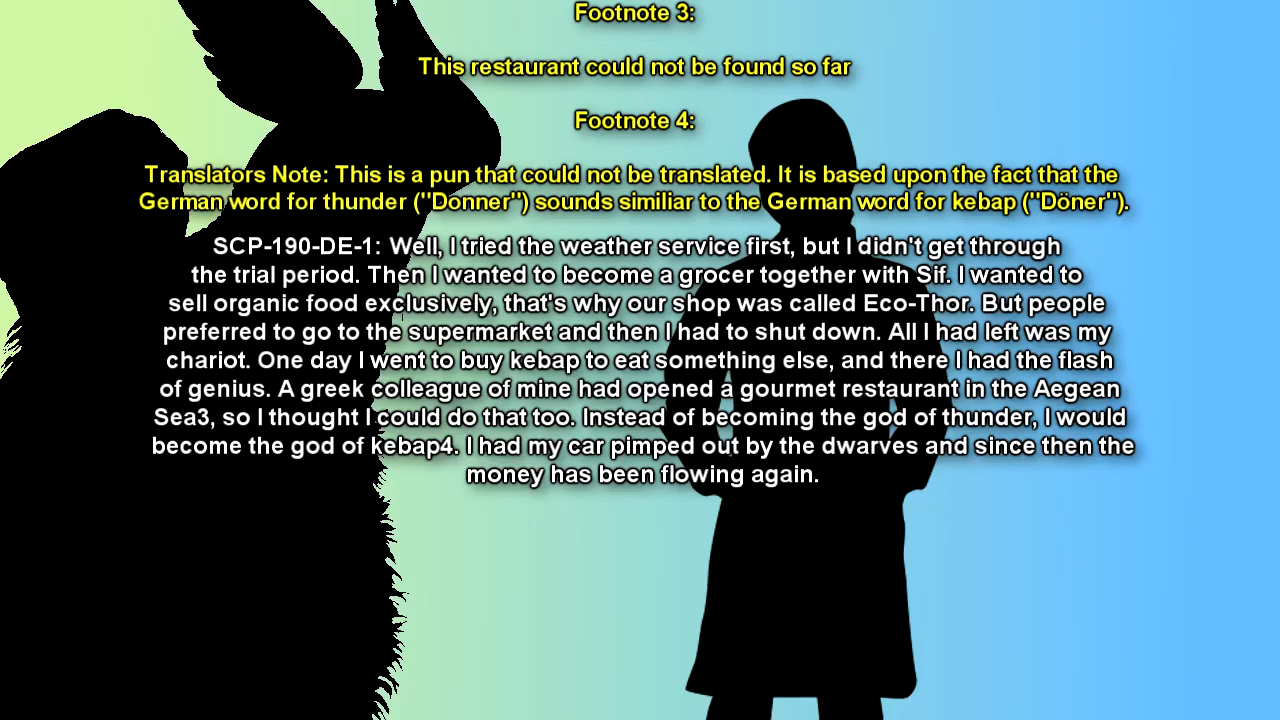 Footnote 3:
This restaurant could not be found so far
Footnote 4:
Translators Note: This is a pun that could not be translated. It is based upon the fact that the
German word for thunder ("Donner") sounds similiar to the German word for kebap ("Döner").
SCP-190-DE-1: Well, I tried the weather service first, but I didn't get through
the trial period. Then I wanted to become a grocer together with Sif. I wanted to
sell organic food exclusively, that's why our shop was called Eco-Thor. But people
preferred to go to the supermarket and then I had to shut down. All I had left was my
chariot. One day I went to buy kebap to eat something else, and there I had the flash
of genius. A greek colleague of mine had opened a gourmet restaurant in the Aegean
Sea3, so I thought I could do that too. Instead of becoming the god of thunder, I would
become the god of kebap4. I had my car pimped out by the dwarves and since then the
money has been flowing again.